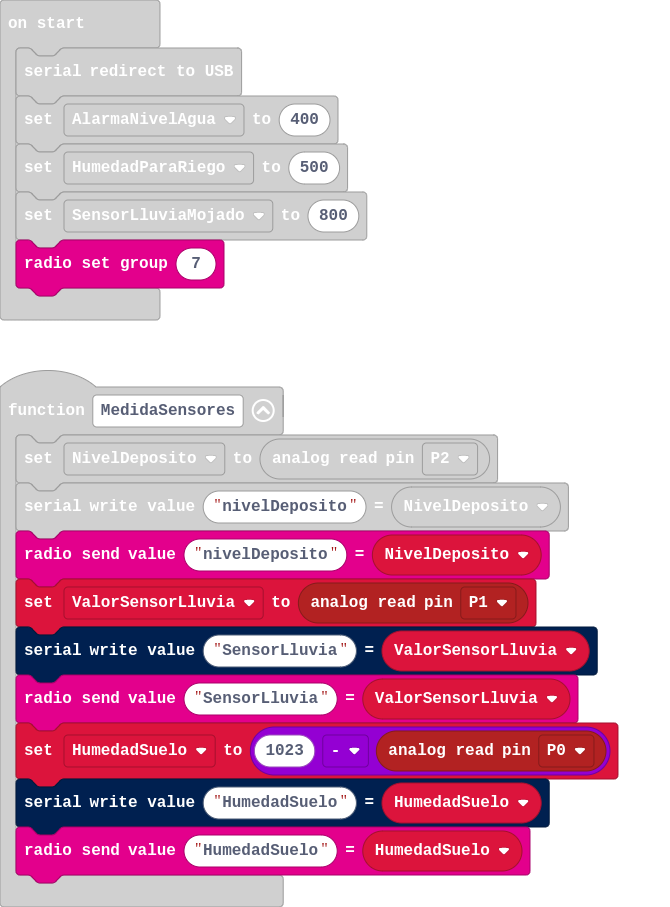 on start
serial redirect to USB
set AlarmaNivelAgua to 400
set HumedadParaRiego to 500
set SensorLluviaMojado to 800
radio set group 7
function MedidaSensores
set NivelDeposito to analog read pin P2
serial write value "nivelDeposito" = NivelDeposito
radio send value "nivelDeposito" = NivelDeposito
set ValorSensorLluvia to analog read pin P1
serial write value "SensorLluvia" = ValorSensorLluvia
radio send value "SensorLluvia" = ValorSensorLluvia
set HumedadSuelo to 1023 - analog read pin P0
serial write value "HumedadSuelo" = HumedadSuelo
radio send value "HumedadSuelo" = HumedadSuelo